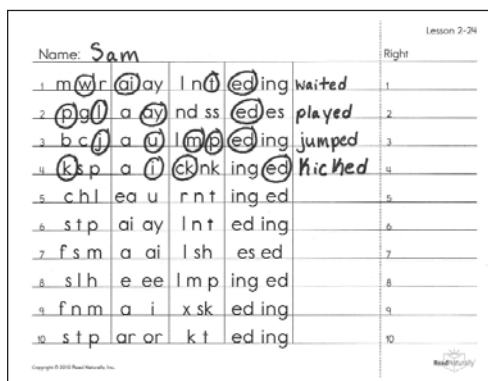 Lesson 2-24
Name: Sam Right
1 m w r ai ay l n t ed ing waited 1
2 p g l a ay nd ss ed es played 2
3 b c j a u l m p ed ing jumped 3
4 k s p a i ck nk ing ed kicked 4
5 c h l ea u r n t ing ed 5
6 s t p ai ay l n t ed ing 6
7 f s m a ai l sh es ed 7
8 s l h e ee l m p ing ed 8
9 f n m a i x sk ed ing 9
10 s t p ar or k t ed ing 10
Copyright © 2010 Read Naturally, Inc. Read Naturally